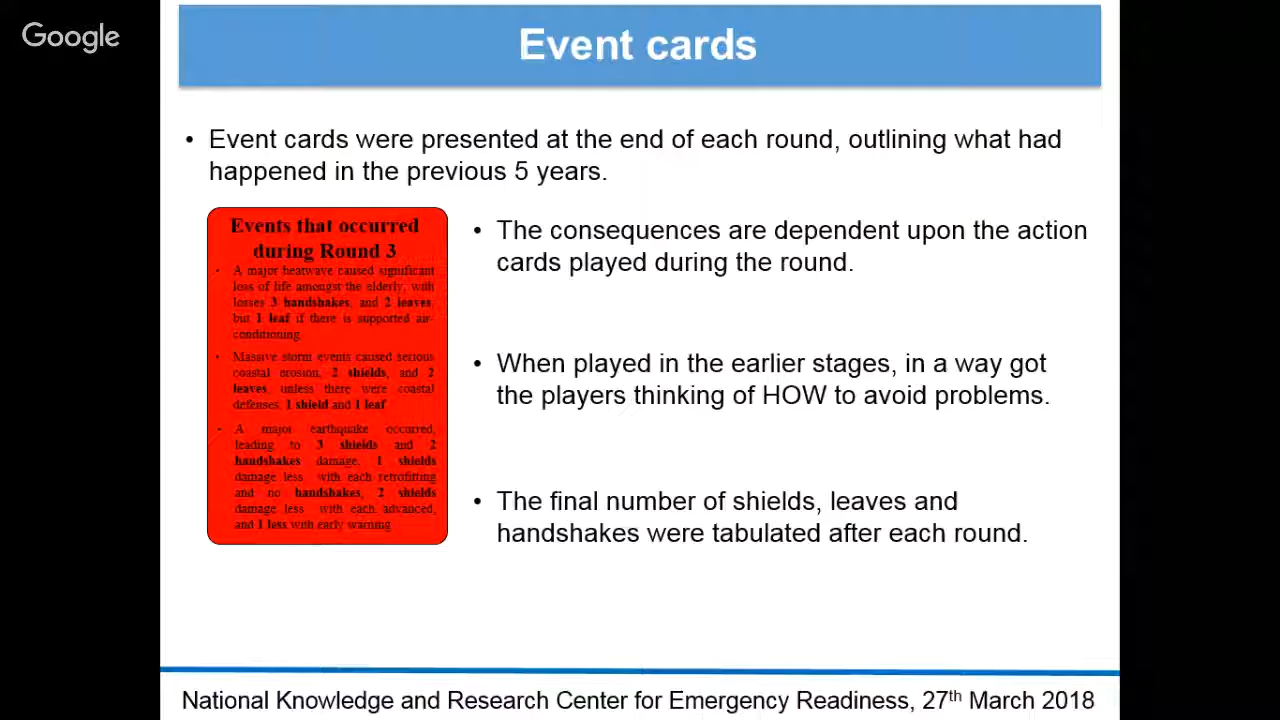 Google
Event cards
• Event cards were presented at the end of each round, outlining what had
happened in the previous 5 years.
Events that occurred
during Round 3
• A major heatwave caused significant
loss of life amongst the elderly, with
losses 3 handshakes, and 2 leaves,
but 1 leaf if there is supported air-
conditioning
• Massive storm events caused serious
coastal erosion, 2 shields, and 2
leaves, unless there were coastal
defenses, 1 shield and 1 leaf
• A major earthquake occurred,
leading to 3 shields and 2
handshakes damage, 1 shields
damage less with each retrofitting
and no handshakes, 2 shields
damage less with each advanced,
and 1 less with early warning
• The consequences are dependent upon the action
cards played during the round.
• When played in the earlier stages, in a way got
the players thinking of HOW to avoid problems.
• The final number of shields, leaves and
handshakes were tabulated after each round.
National Knowledge and Research Center for Emergency Readiness, 27th March 2018